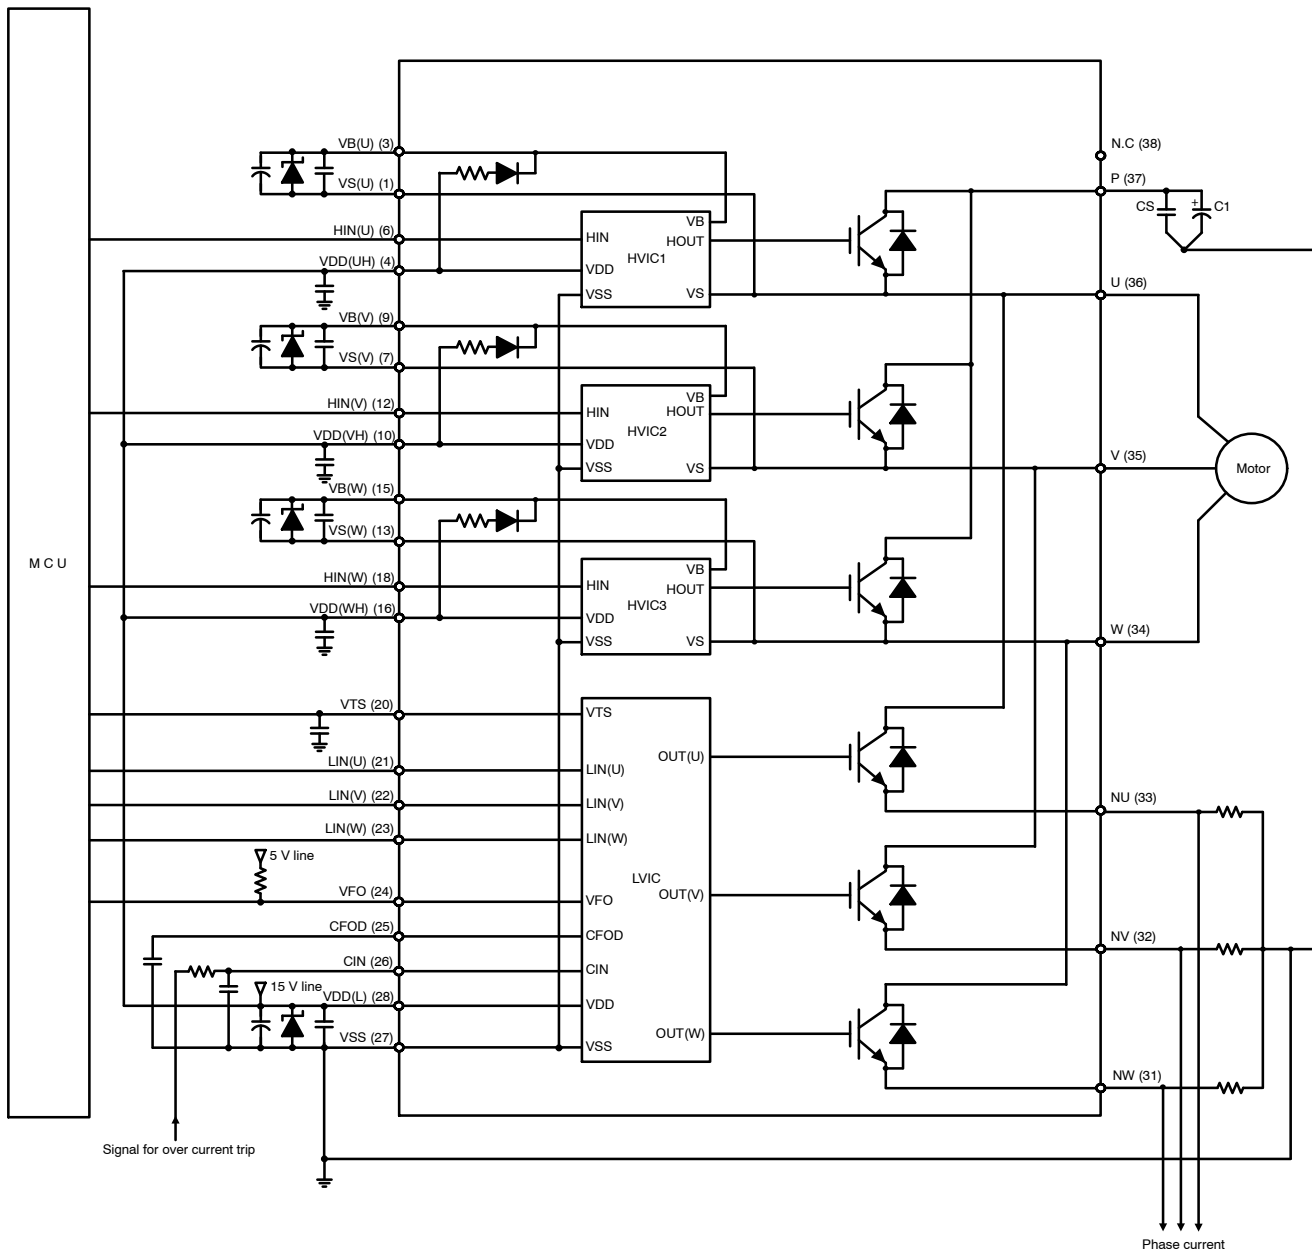 M C U
VB(U) (3)
VS(U) (1)
HIN(U) (6)
VDD(UH) (4)
VB(V) (9)
VS(V) (7)
HIN(V) (12)
VDD(VH) (10)
VB(W) (15)
VS(W) (13)
HIN(W) (18)
VDD(WH) (16)
VTS (20)
LIN(U) (21)
LIN(V) (22)
LIN(W) (23)
5 V line
VFO (24)
CFOD (25)
CIN (26)
15 V line
VDD(L) (28)
VSS (27)
Signal for over current trip
VB
HIN
HOUT
HVIC1
VDD
VSS
VS
VB
HIN
HOUT
HVIC2
VDD
VSS
VS
VB
HIN
HOUT
HVIC3
VDD
VSS
VS
VTS
OUT(U)
LIN(U)
LIN(V)
LIN(W)
LVIC
OUT(V)
VFO
CFOD
CIN
VDD
OUT(W)
VSS
N.C (38)
P (37)
CS
+
C1
U (36)
V (35)
Motor
W (34)
NU (33)
NV (32)
NW (31)
Phase current